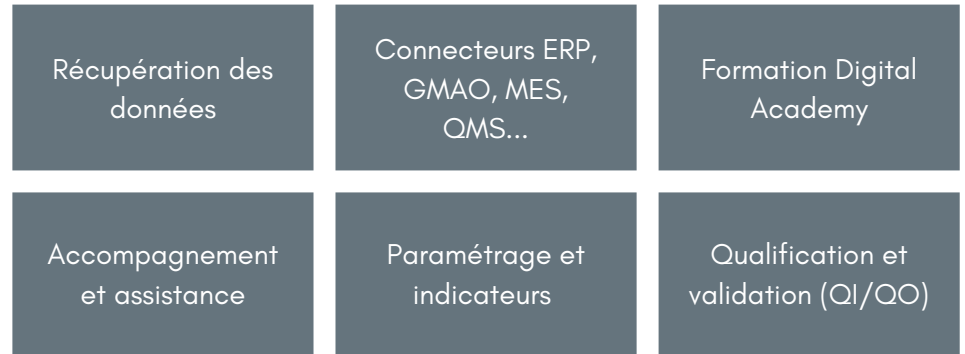 Récupération des
données
Connecteurs ERP,
GMAO, MES,
QMS...
Formation Digital
Academy
Accompagnement
et assistance
Paramétrage et
indicateurs
Qualification et
validation (QI/QO)